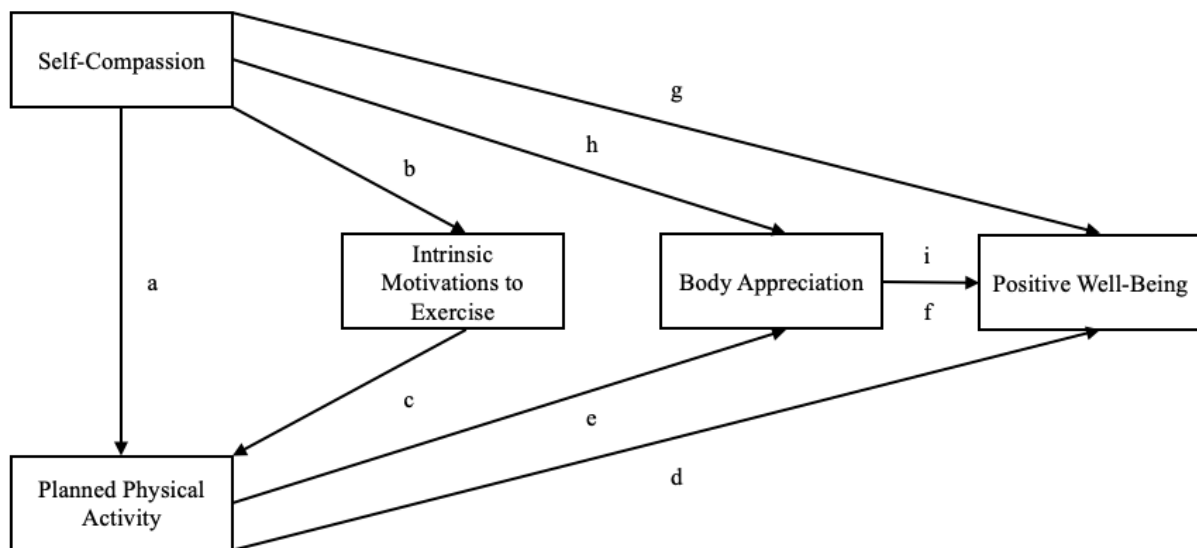 Self-Compassion
g
h
b
Intrinsic
Motivations to
Exercise
a
Body Appreciation
i
f
Positive Well-Being
c
e
d
Planned Physical
Activity